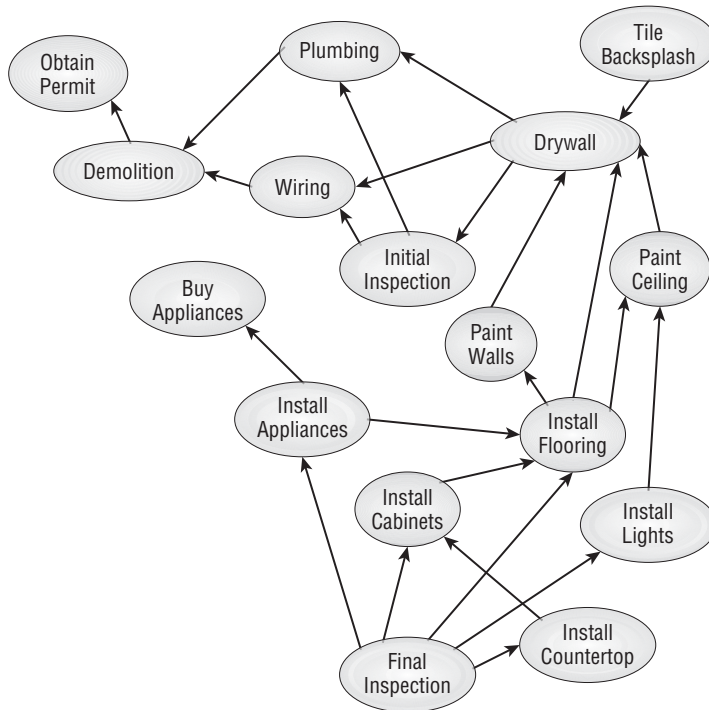 Obtain
Permit
Plumbing
Tile
Backsplash
Demolition
Wiring
Drywall
Initial
Inspection
Paint
Ceiling
Buy
Appliances
Paint
Walls
Install
Appliances
Install
Flooring
Install
Cabinets
Install
Lights
Final
Inspection
Install
Countertop